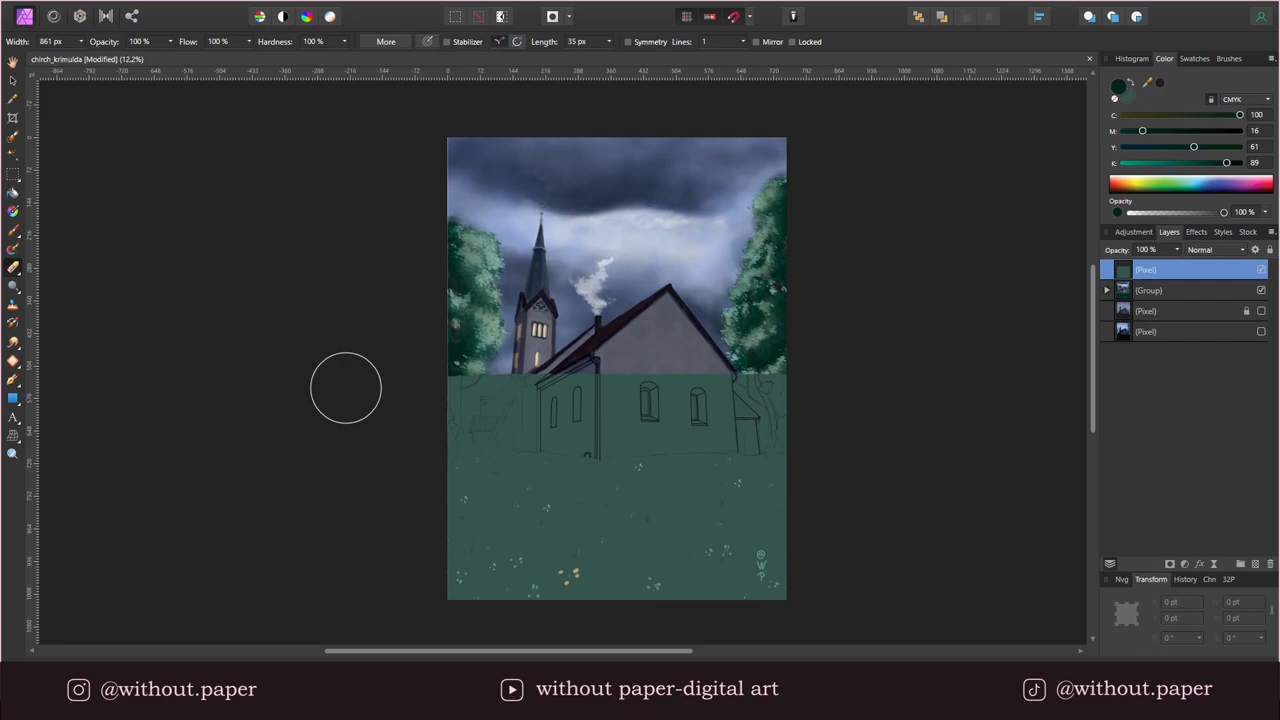 Width: 861 px Opacity: 100 % Flow: 100 % Hardness: 100 % More Stabilizer Length: 35 px Symmetry Lines: 1 Mirror Locked
chirch_krimulda [Modified] (12.2%)
Histogram Color Swatches Brushes
CMYK
C: 100
M: 16
Y: 61
K: 89
Opacity
100 %
Adjustment Layers Effects Styles Stock
Opacity: 100 % Normal
(Pixel)
(Group)
(Pixel)
(Pixel)
Nvg Transform History Chn 32P
X: 0 pt W: 0 pt
Y: 0 pt H: 0 pt
R: 0 ° S: 0 °
@
W
P
@without.paper without paper-digital art @without.paper